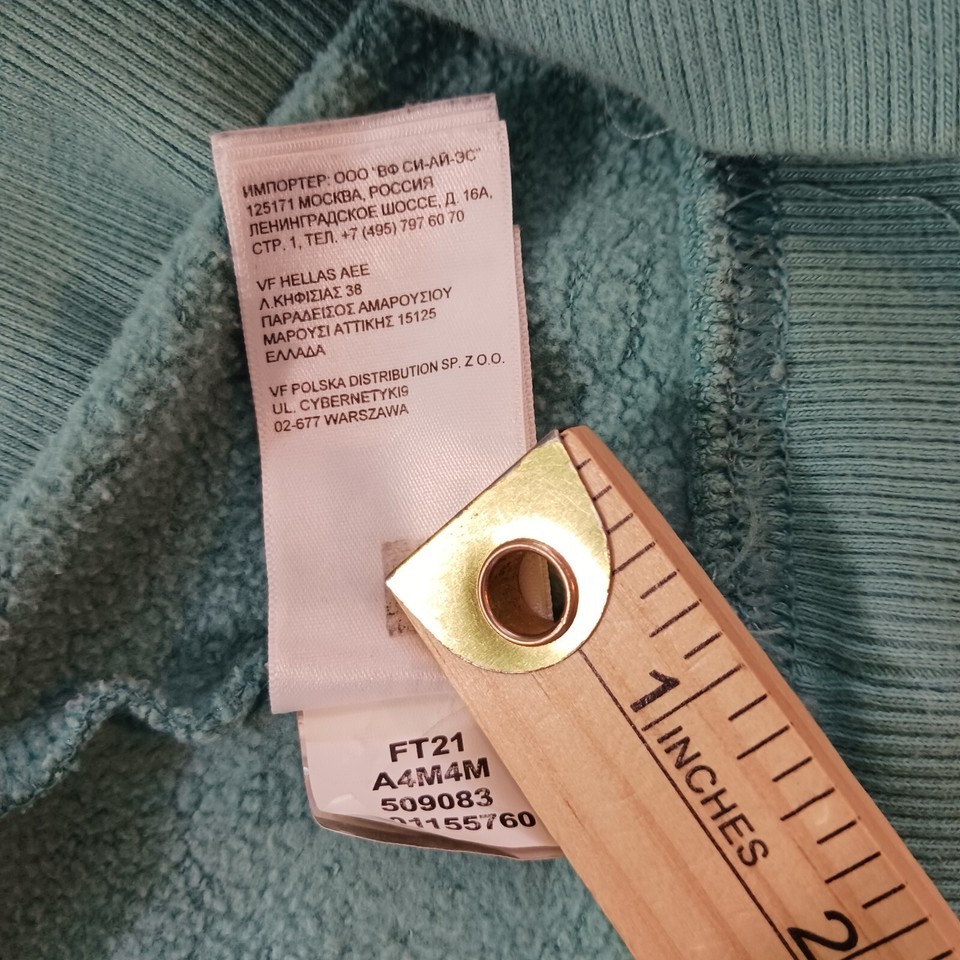 ИМПОРТЕР: ООО "ВФ СИ-АЙ-ЭС"
125171 МОСКВА, РОССИЯ
ЛЕНИНГРАДСКОЕ ШОССЕ, Д. 16А,
СТР. 1, ТЕЛ. +7 (495) 797 60 70
VF HELLAS AEE
Λ.ΚΗΦΙΣΙΑΣ 38
ΠΑΡΑΔΕΙΣΟΣ ΑΜΑΡΟΥΣΙΟΥ
ΜΑΡΟΥΣΙ ΑΤΤΙΚΗΣ 15125
ΕΛΛΑΔΑ
VF POLSKA DISTRIBUTION SP. Z O.O.
UL. CYBERNETYKI9
02-677 WARSZAWA
FT21
A4M4M
509083
01155760
1
INCHES
2